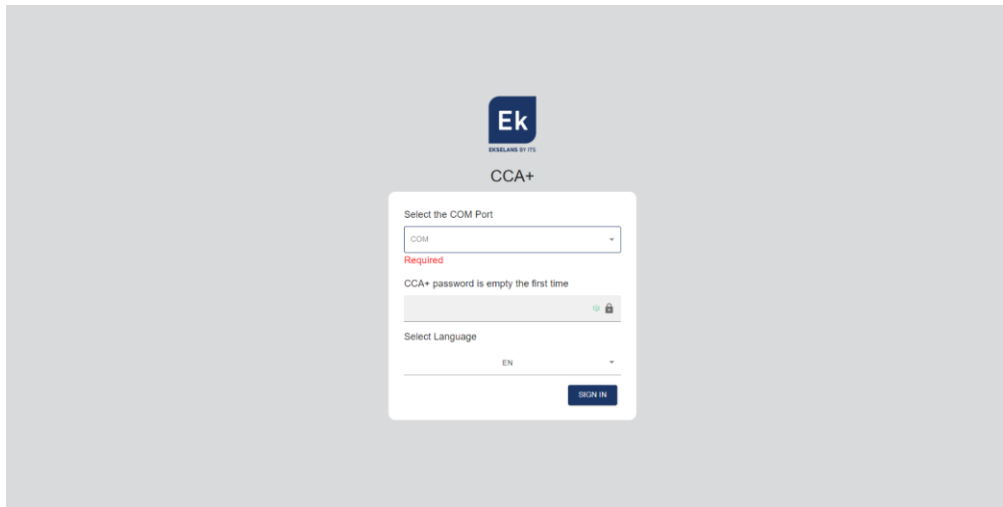 Ek
EKSELANS BY ITS
CCA+
Select the COM Port
COM
Required
CCA+ password is empty the first time
Select Language
EN
SIGN IN